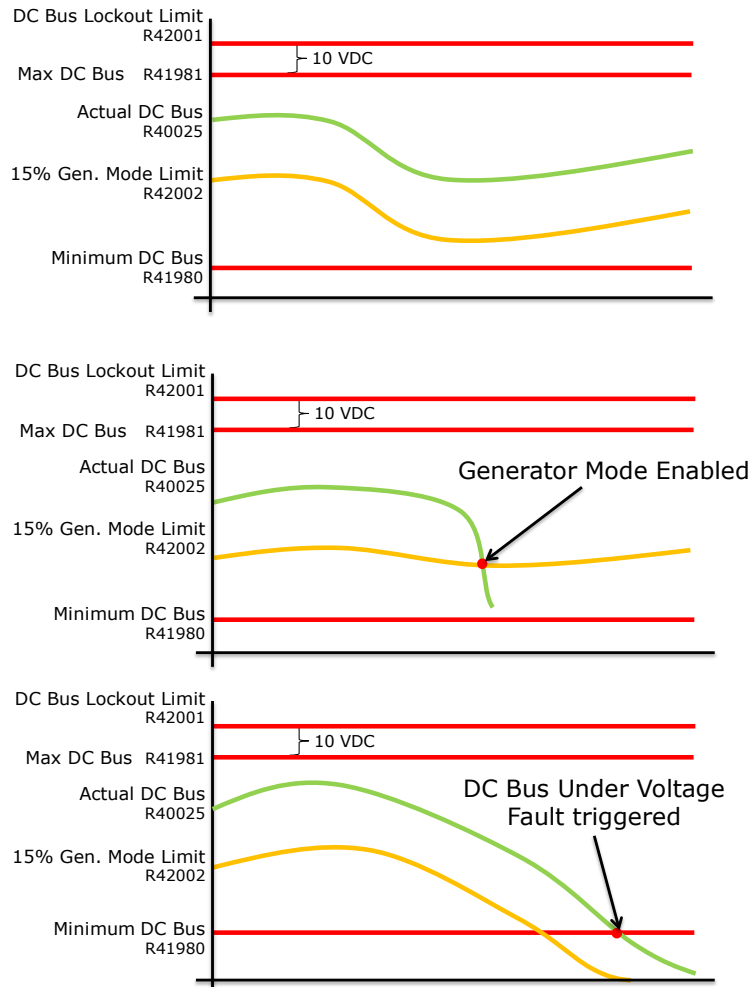 DC Bus Lockout Limit
R42001
10 VDC
Max DC Bus R41981
Actual DC Bus
R40025
15% Gen. Mode Limit
R42002
Minimum DC Bus
R41980
DC Bus Lockout Limit
R42001
10 VDC
Max DC Bus R41981
Actual DC Bus
R40025
Generator Mode Enabled
15% Gen. Mode Limit
R42002
Minimum DC Bus
R41980
DC Bus Lockout Limit
R42001
10 VDC
Max DC Bus R41981
Actual DC Bus
R40025
DC Bus Under Voltage
Fault triggered
15% Gen. Mode Limit
R42002
Minimum DC Bus
R41980